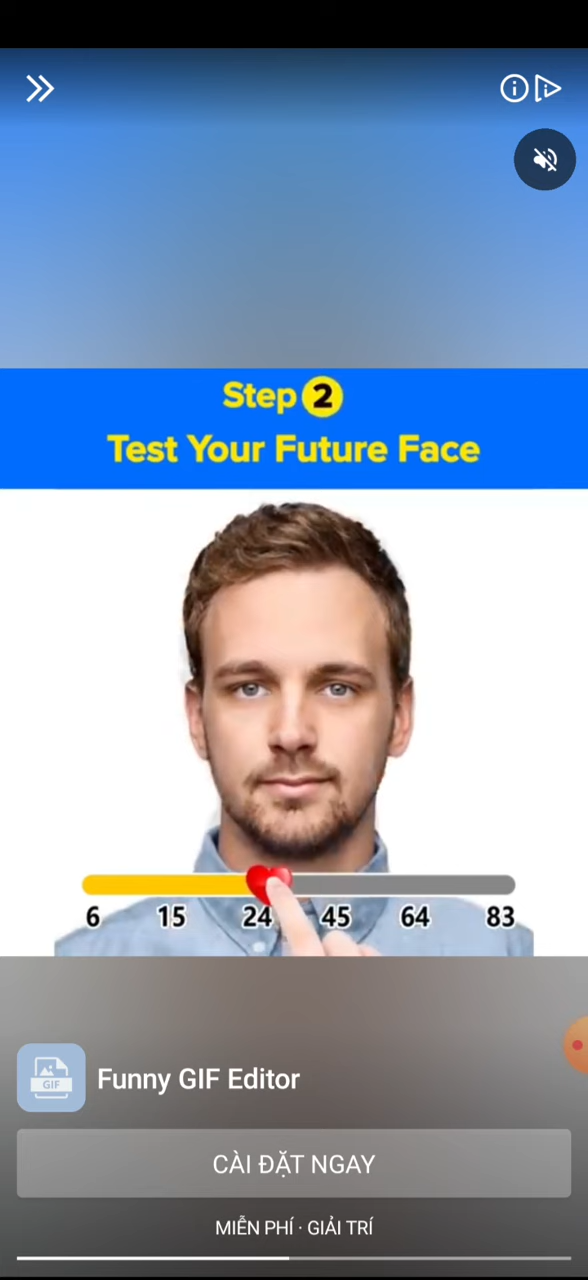 Step 2
Test Your Future Face
6 15 24 45 64 83
GIF
Funny GIF Editor
CÀI ĐẶT NGAY
MIỄN PHÍ · GIẢI TRÍ